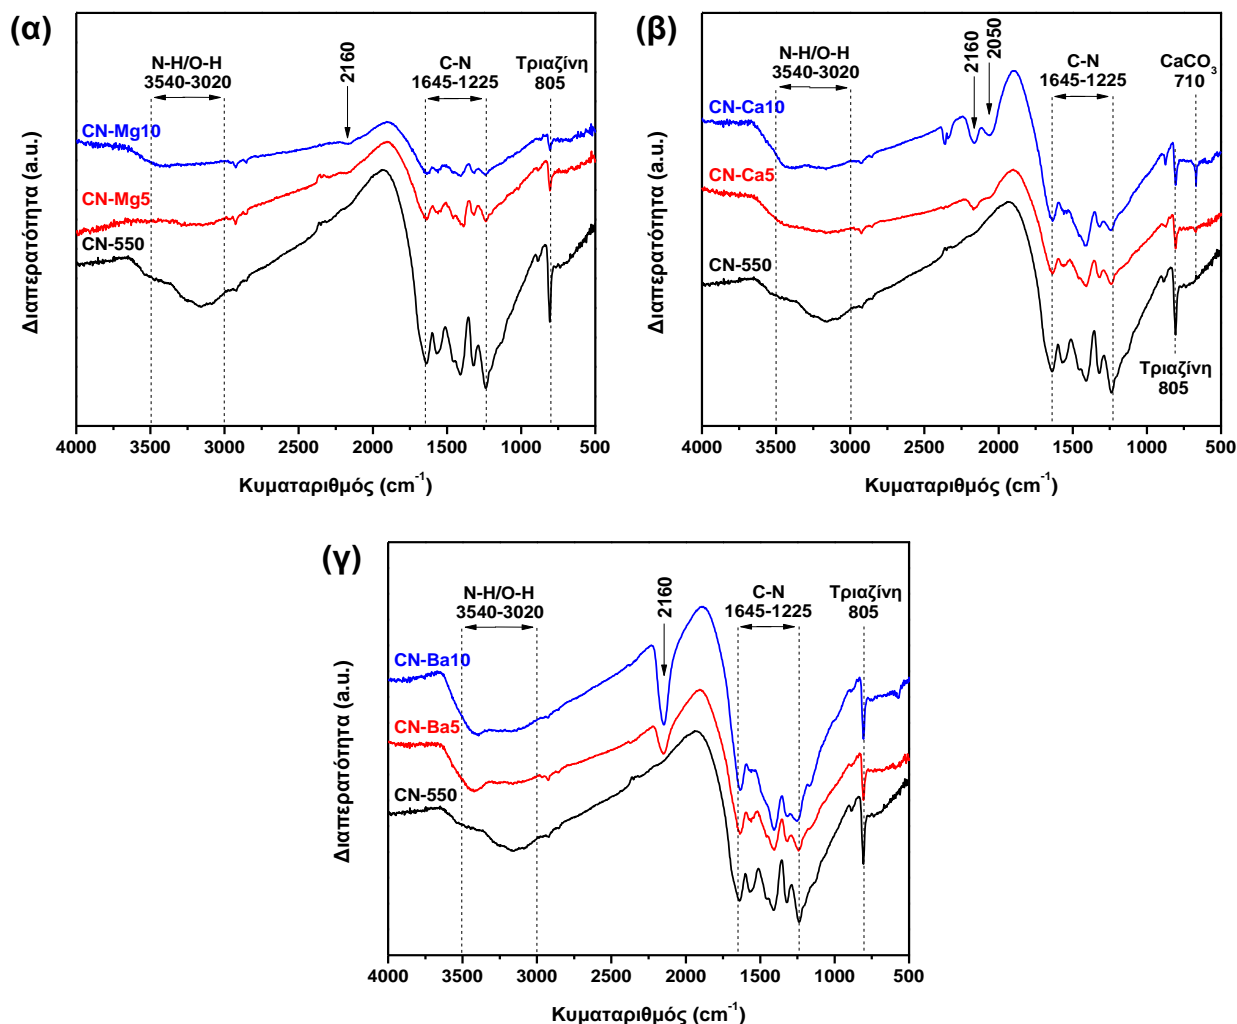 (α)
N-H/O-H
3540-3020
2160
C-N
1645-1225
Τριαζίνη
805
CN-Mg10
CN-Mg5
CN-550
Διαπερατότητα (a.u.)
4000 3500 3000 2500 2000 1500 1000 500
Κυματαριθμός (cm⁻¹)
(β)
N-H/O-H
3540-3020
2160
2050
C-N
1645-1225
CaCO₃
710
CN-Ca10
CN-Ca5
CN-550
Τριαζίνη
805
Διαπερατότητα (a.u.)
4000 3500 3000 2500 2000 1500 1000 500
Κυματαριθμός (cm⁻¹)
(γ)
N-H/O-H
3540-3020
2160
C-N
1645-1225
Τριαζίνη
805
CN-Ba10
CN-Ba5
CN-550
Διαπερατότητα (a.u.)
4000 3500 3000 2500 2000 1500 1000 500
Κυματαριθμός (cm⁻¹)